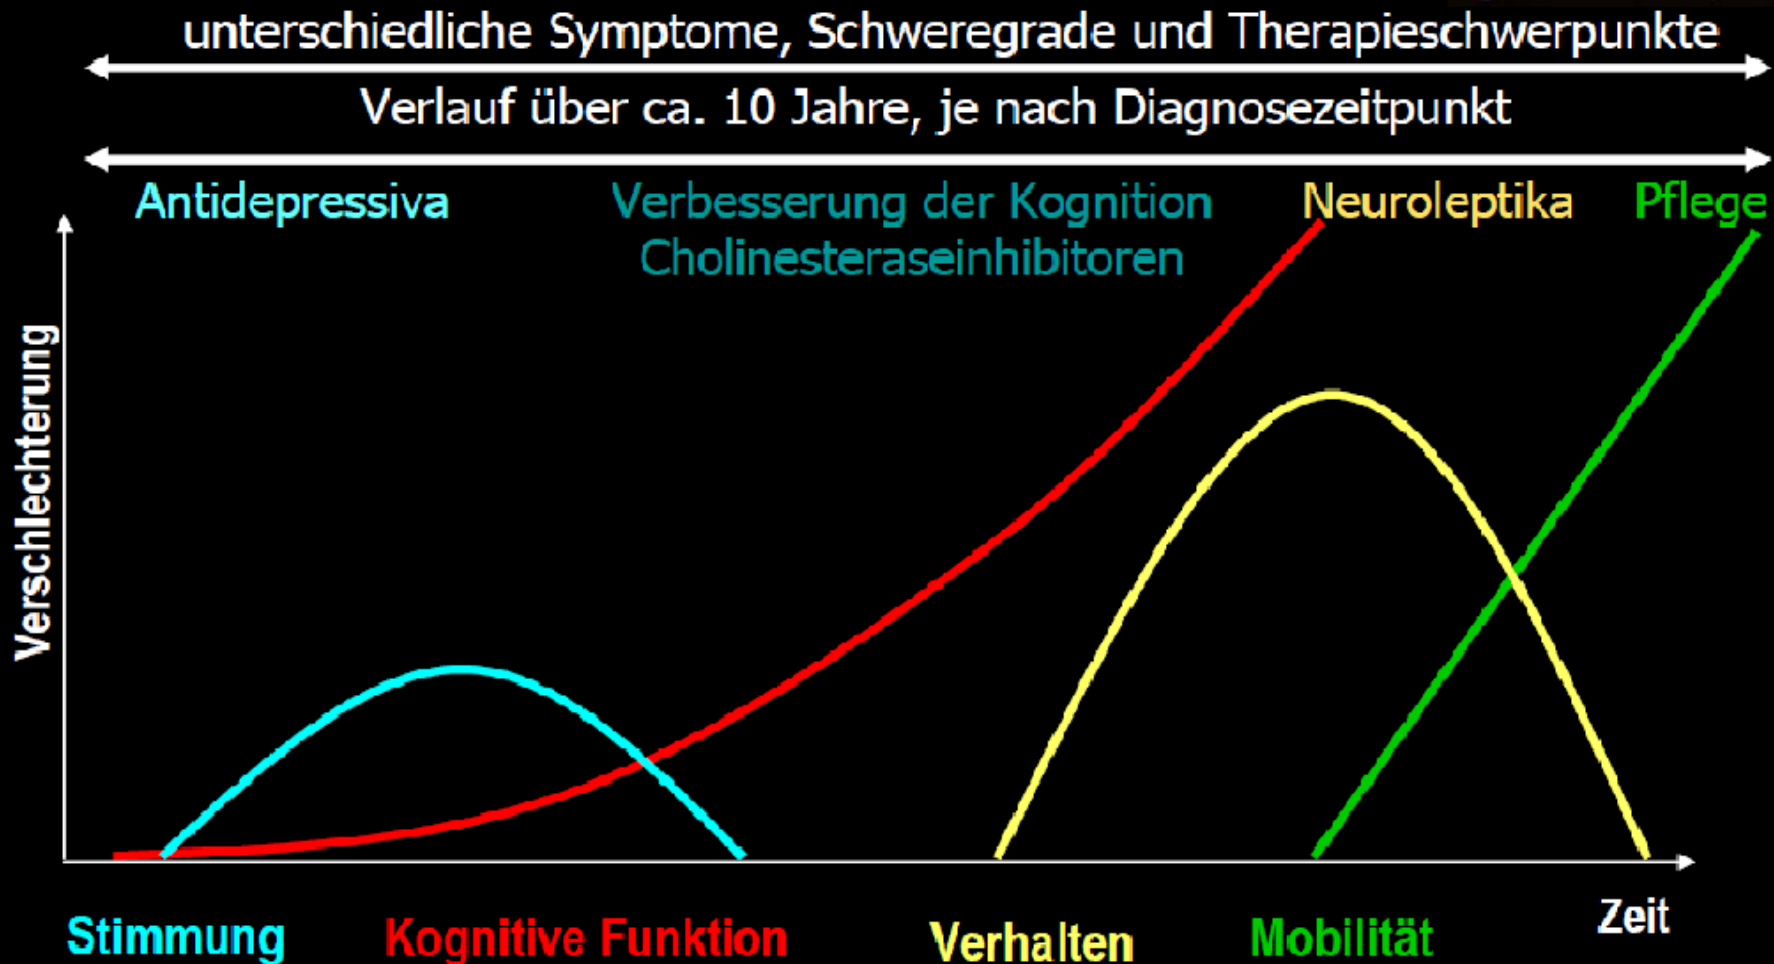 unterschiedliche Symptome, Schweregrade und Therapieschwerpunkte
Verlauf über ca. 10 Jahre, je nach Diagnosezeitpunkt
Antidepressiva
Verbesserung der Kognition
Cholinesteraseinhibitoren
Neuroleptika
Pflege
Verschlechterung
Zeit
Stimmung
Kognitive Funktion
Verhalten
Mobilität